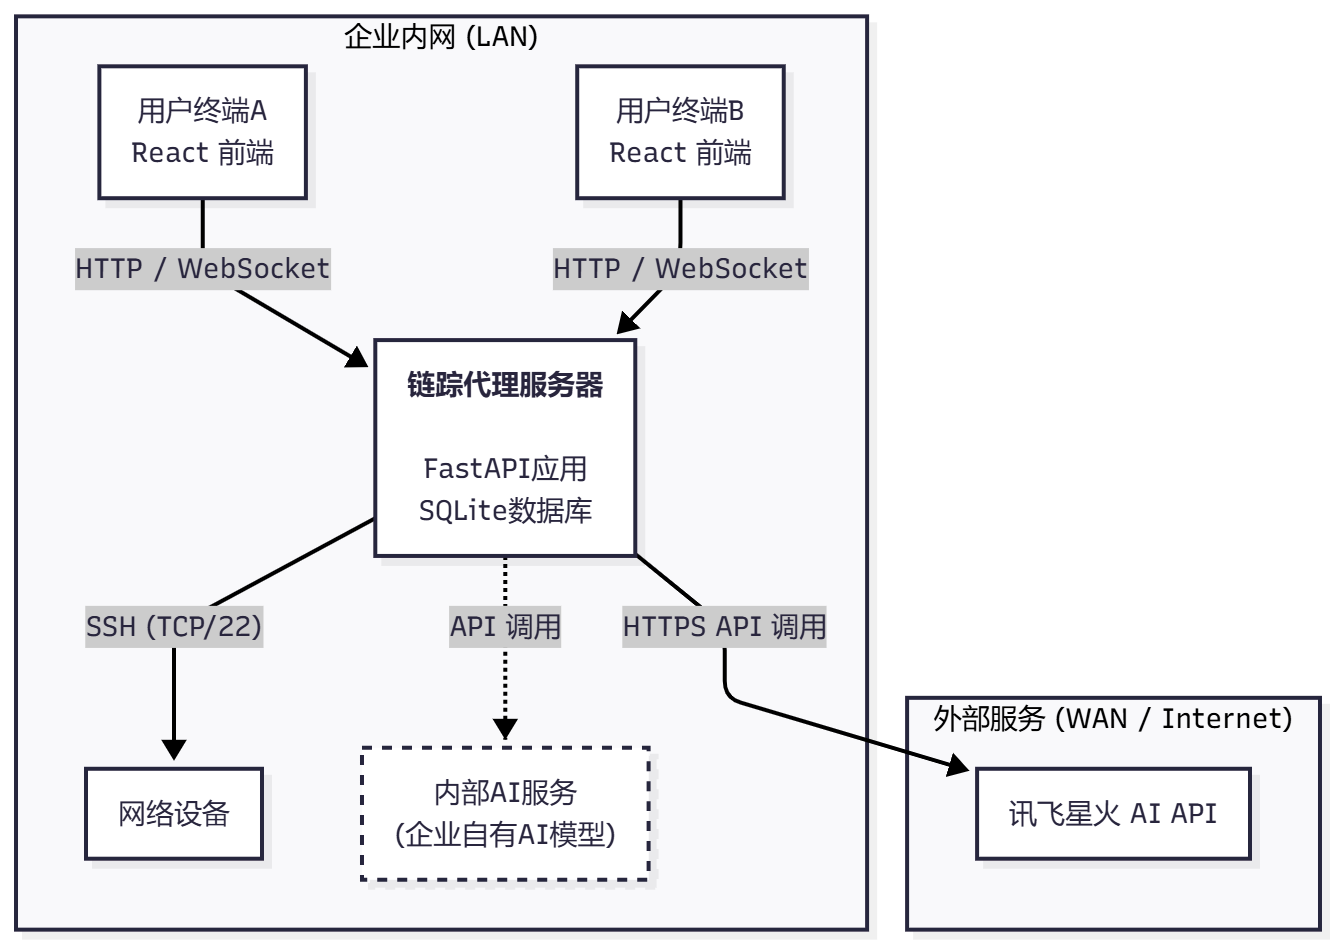 企业内网 (LAN)
用户终端A
React 前端
用户终端B
React 前端
HTTP / WebSocket
HTTP / WebSocket
链踪代理服务器
FastAPI应用
SQLite数据库
SSH (TCP/22)
API 调用
HTTPS API 调用
网络设备
内部AI服务
(企业自有AI模型)
外部服务 (WAN / Internet)
讯飞星火 AI API